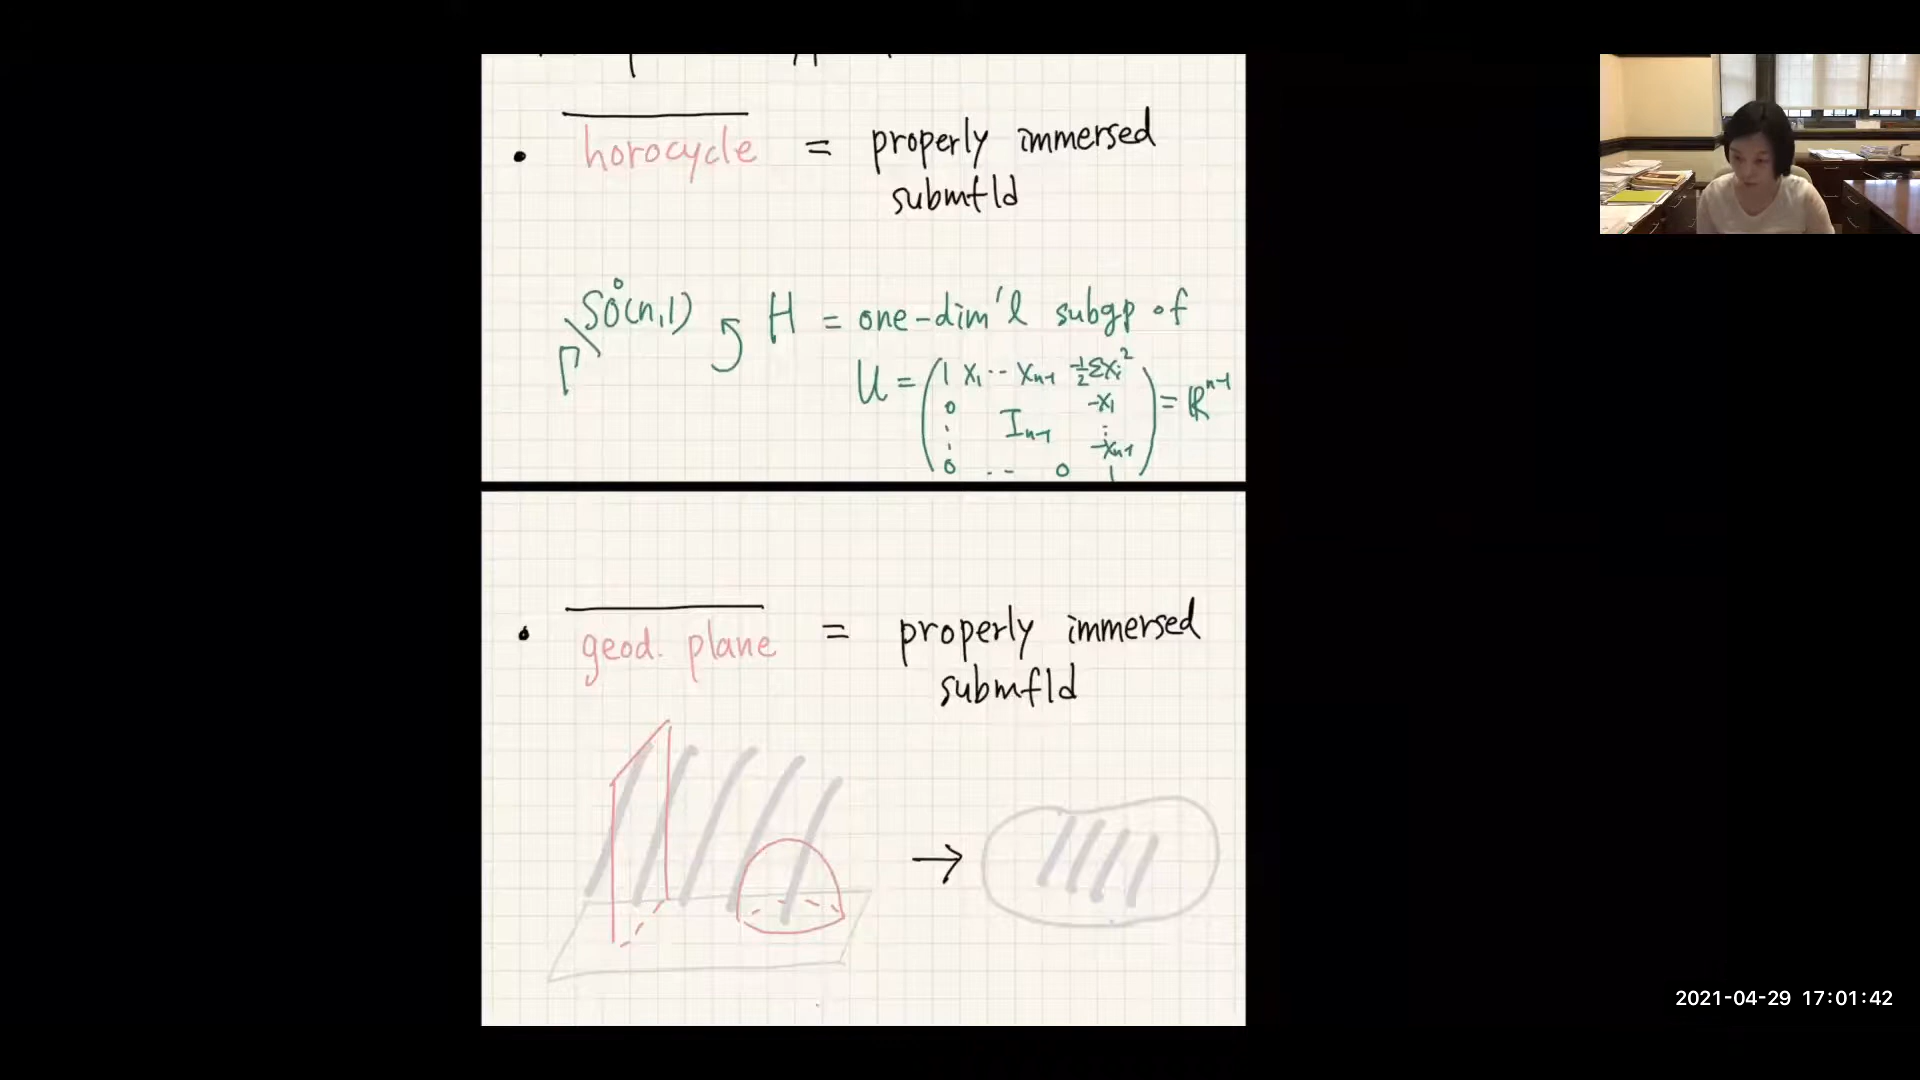 horocycle = properly immersed
submfld
Γ\SO°(n,1) H = one-dim'l subgp of
U = (1 x₁ ·· xₙ₋₁ -½Σxᵢ²
0 -x₁
⋮ Iₙ₋₁ ⋮ = ℝⁿ⁻¹
-xₙ₋₁
0 ·· 0 1)
geod. plane = properly immersed
submfld
2021-04-29 17:01:42